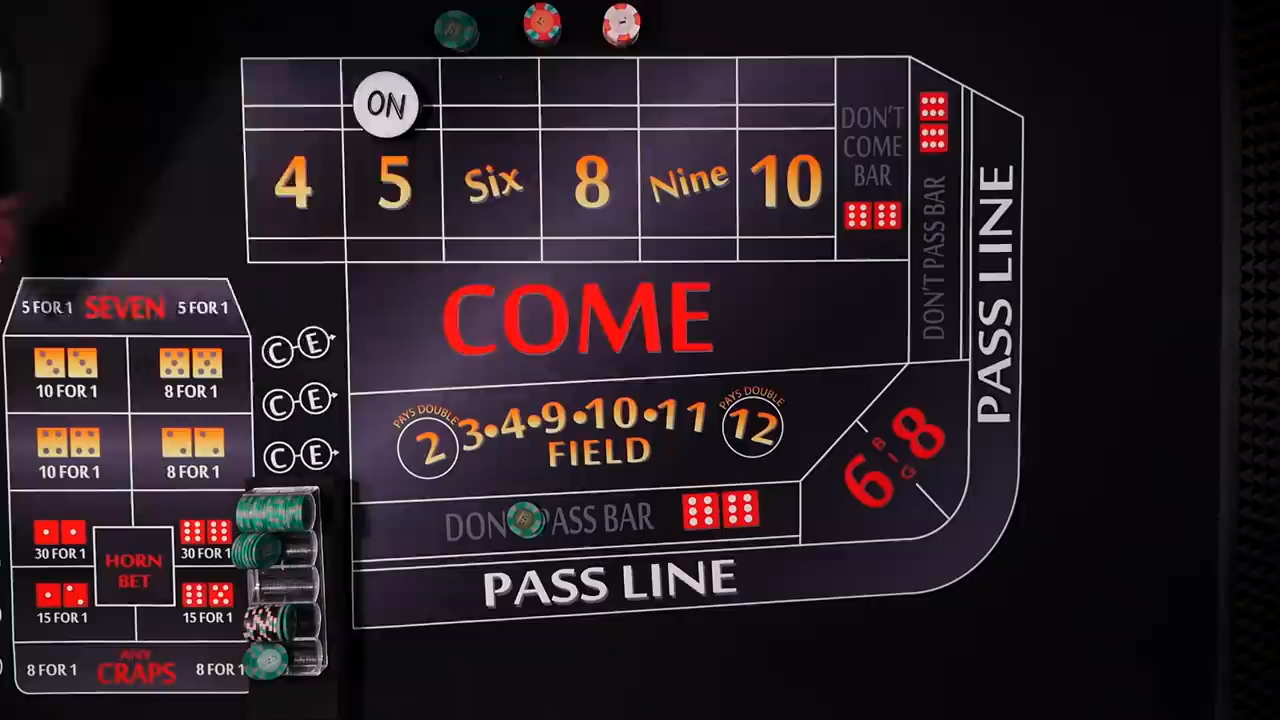 ON
4 5 Six 8 Nine 10
DON'T
COME
BAR
DON'T PASS BAR
PASS LINE
COME
5 FOR 1 SEVEN 5 FOR 1
10 FOR 1 8 FOR 1
10 FOR 1 8 FOR 1
30 FOR 1 30 FOR 1
HORN
BET
15 FOR 1 15 FOR 1
ANY
8 FOR 1 CRAPS 8 FOR 1
C E
C E
C E
PAYS DOUBLE PAYS DOUBLE
2 3•4•9•10•11 12
FIELD
6 BIG 8
DON PASS BAR
PASS LINE